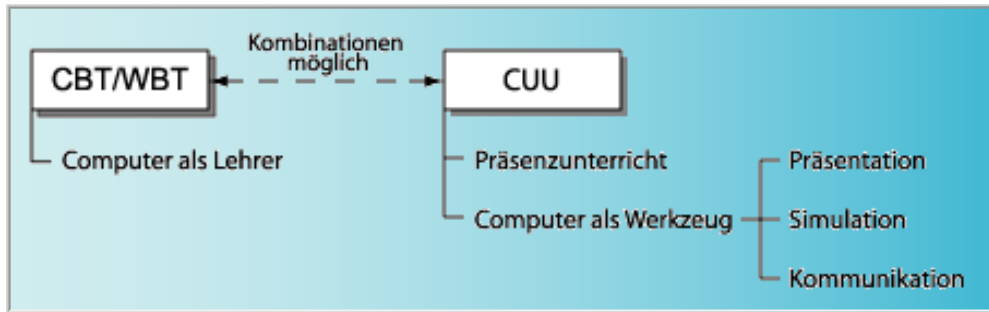 Kombinationen
möglich
CBT/WBT
CUU
Computer als Lehrer
Präsenzunterricht
Präsentation
Computer als Werkzeug
Simulation
Kommunikation